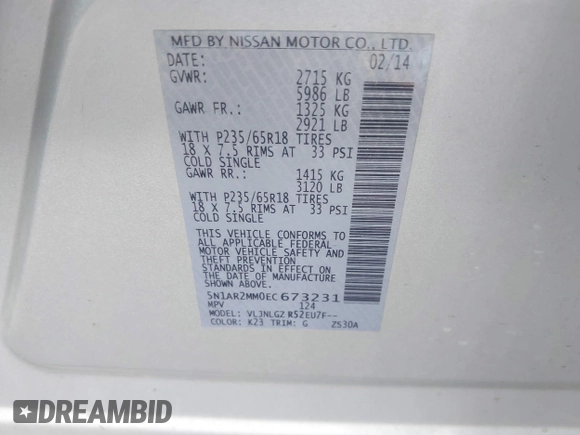 MFD BY NISSAN MOTOR CO., LTD.
DATE: 02/14
GVWR: 2715 KG
5986 LB
GAWR FR.: 1325 KG
2921 LB
WITH P235/65R18 TIRES
18 X 7.5 RIMS AT 33 PSI
COLD SINGLE
GAWR RR.: 1415 KG
3120 LB
WITH P235/65R18 TIRES
18 X 7.5 RIMS AT 33 PSI
COLD SINGLE
THIS VEHICLE CONFORMS TO
ALL APPLICABLE FEDERAL
MOTOR VEHICLE SAFETY AND
THEFT PREVENTION
STANDARDS IN EFFECT ON
THE DATE OF MANUFACTURE
SHOWN ABOVE.
5N1AR2MM0EC673231
MPV 124
MODEL: VLJNLGZ R52EU7F--
COLOR: K23 TRIM: G ZS30A
DREAMBID